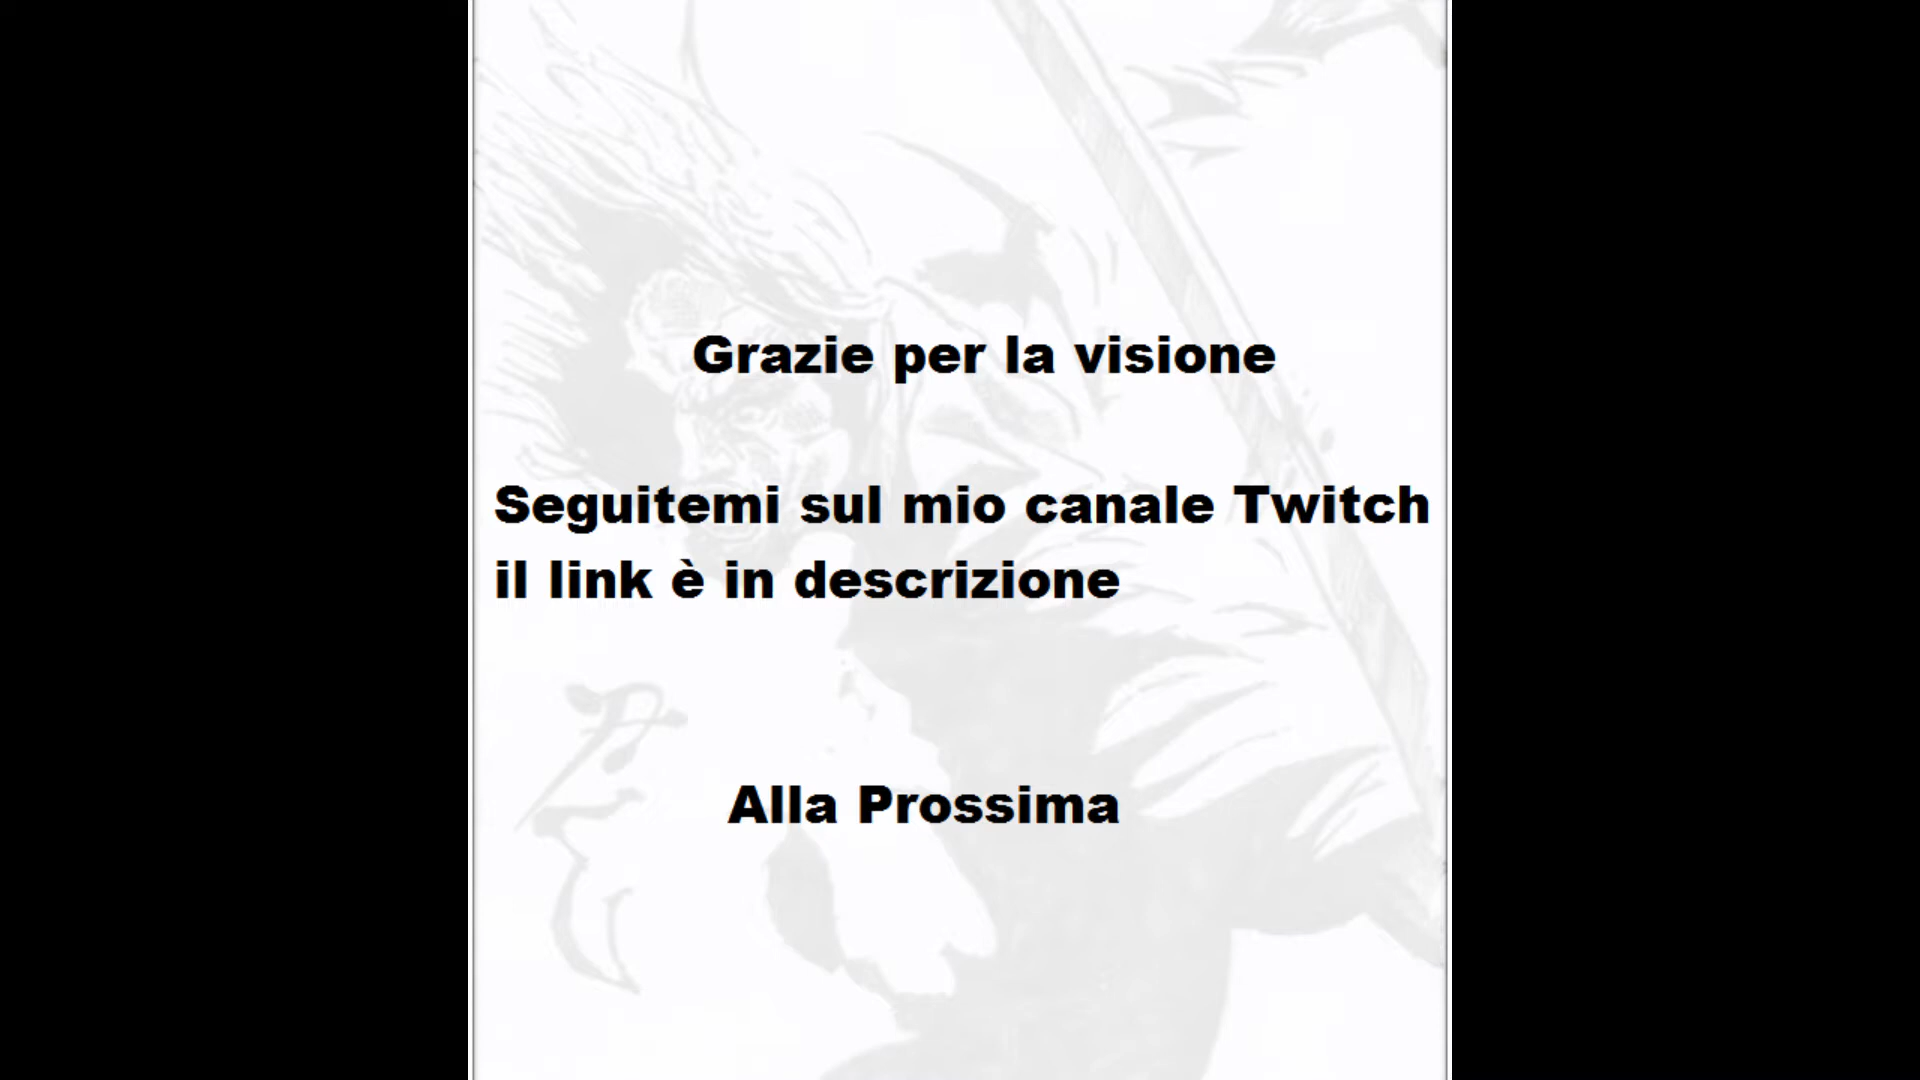 Grazie per la visione
Seguitemi sul mio canale Twitch
il link è in descrizione
Alla Prossima